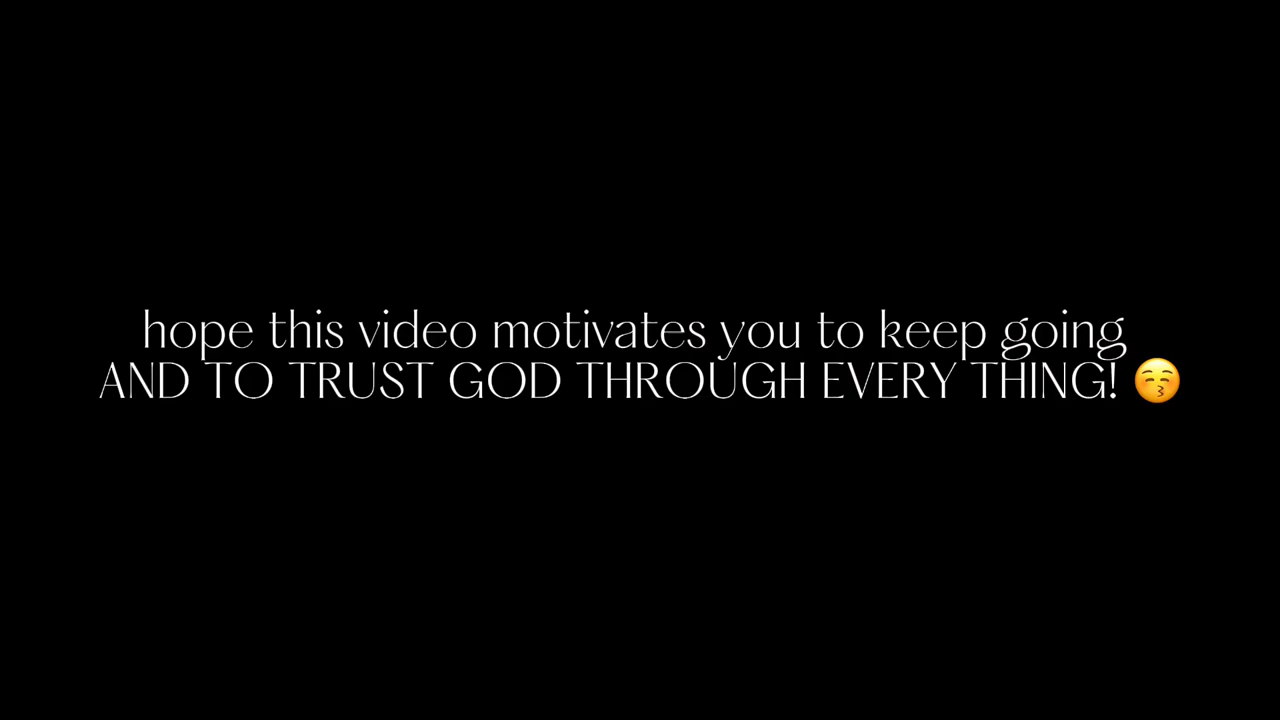 hope this video motivates you to keep going
AND TO TRUST GOD THROUGH EVERY THING! 😚